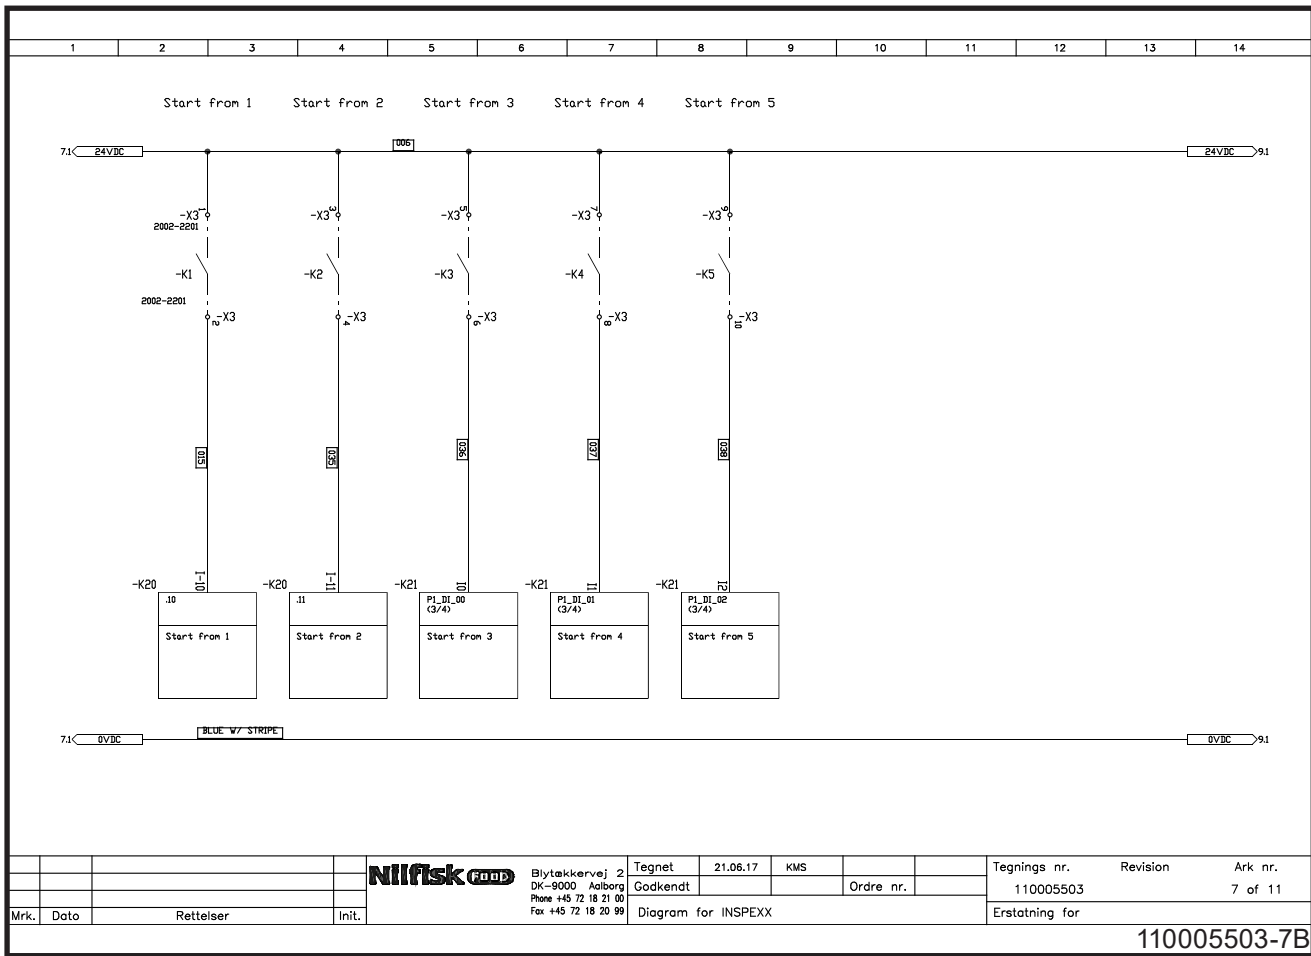 1 2 3 4 5 6 7 8 9 10 11 12 13 14
Start from 1 Start from 2 Start from 3 Start from 4 Start from 5
006
7.1 24VDC 24VDC 9.1
1 3 5 7 9
-X3 -X3 -X3 -X3 -X3
2002-2201
-K1 -K2 -K3 -K4 -K5
2002-2201
-X3 -X3 -X3 -X3 -X3
2 4 6 8 10
015 035 036 037 038
-K20 I-10 -K20 I-11 -K21 I0 -K21 I1 -K21 I2
.10 .11 P1_DI_00 P1_DI_01 P1_DI_02
(3/4) (3/4) (3/4)
Start from 1 Start from 2 Start from 3 Start from 4 Start from 5
BLUE W/ STRIPE
7.1 0VDC 0VDC 9.1
Nilfisk FOOD
Blytækkervej 2
DK-9000 Aalborg
Phone +45 72 18 21 00
Fax +45 72 18 20 99
Tegnet 21.06.17 KMS
Godkendt Ordre nr.
Diagram for INSPEXX
Tegnings nr. Revision Ark nr.
110005503 7 of 11
Erstatning for
Mrk. Dato Rettelser Init.
110005503-7B